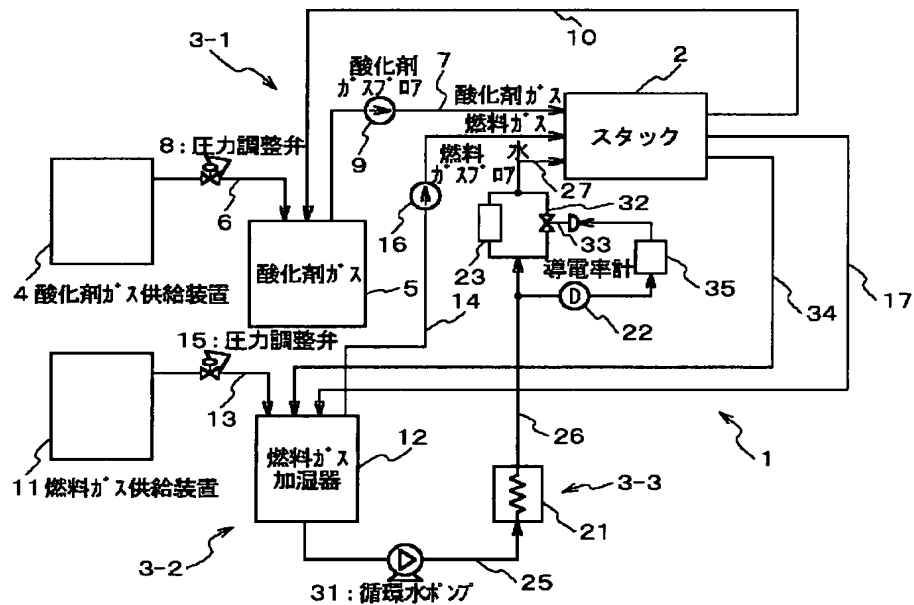 10
3-1
7
2
酸化剤
ガスブロア
酸化剤ガス
9
燃料ガス
スタック
8：圧力調整弁
燃料
ガスブロア
水
27
6
16
32
33
酸化剤ガス
23
導電率計
35
4 酸化剤ガス供給装置
5
22
17
14
34
15：圧力調整弁
13
26
1
12
燃料ガス
加湿器
3-3
11 燃料ガス供給装置
21
3-2
25
31：循環水ポンプ
D
D